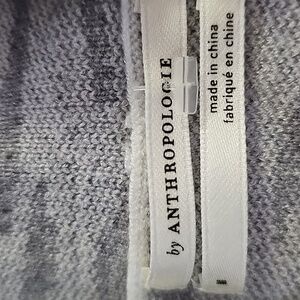 by ANTHROPOLOGIE
made in china
fabriqué en chine